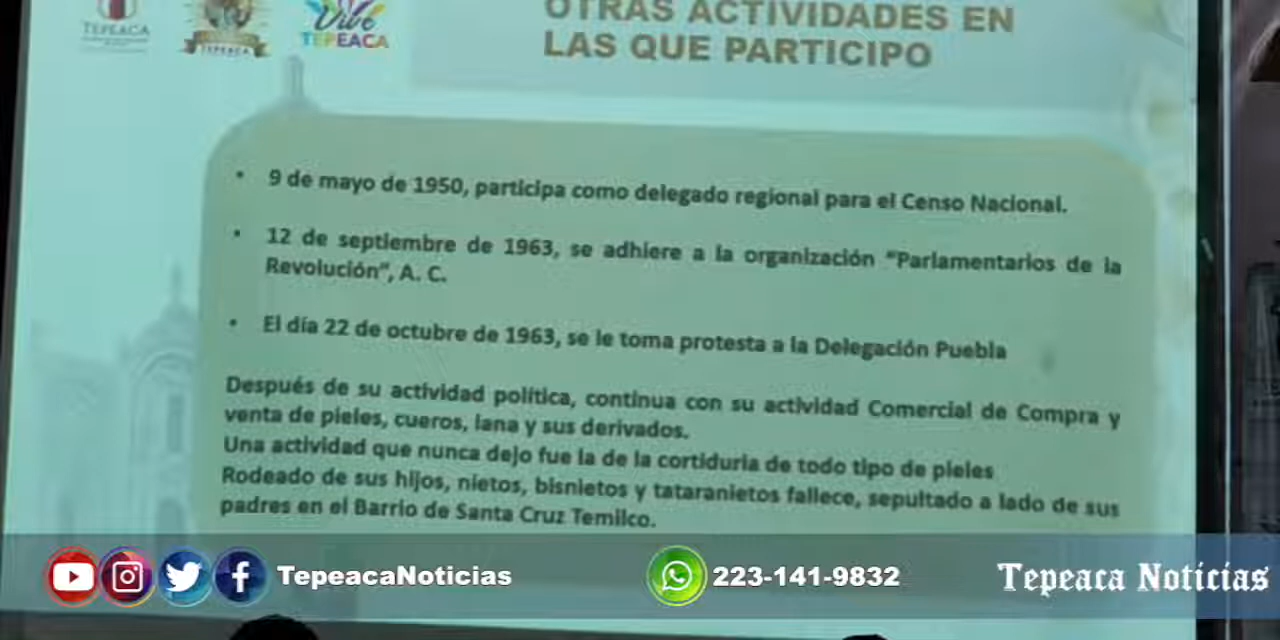 TEPEACA
TEPEACA
Vive
TEPEACA
OTRAS ACTIVIDADES EN
LAS QUE PARTICIPO
• 9 de mayo de 1950, participa como delegado regional para el Censo Nacional.
• 12 de septiembre de 1963, se adhiere a la organización “Parlamentarios de la
Revolución”, A. C.
• El día 22 de octubre de 1963, se le toma protesta a la Delegación Puebla
Después de su actividad política, continua con su actividad Comercial de Compra y
venta de pieles, cueros, lana y sus derivados.
Una actividad que nunca dejo fue la de la cortiduria de todo tipo de pieles
Rodeado de sus hijos, nietos, bisnietos y tataranietos fallece, sepultado a lado de sus
padres en el Barrio de Santa Cruz Temilco.
TepeacaNoticias
223-141-9832
Tepeaca Noticias